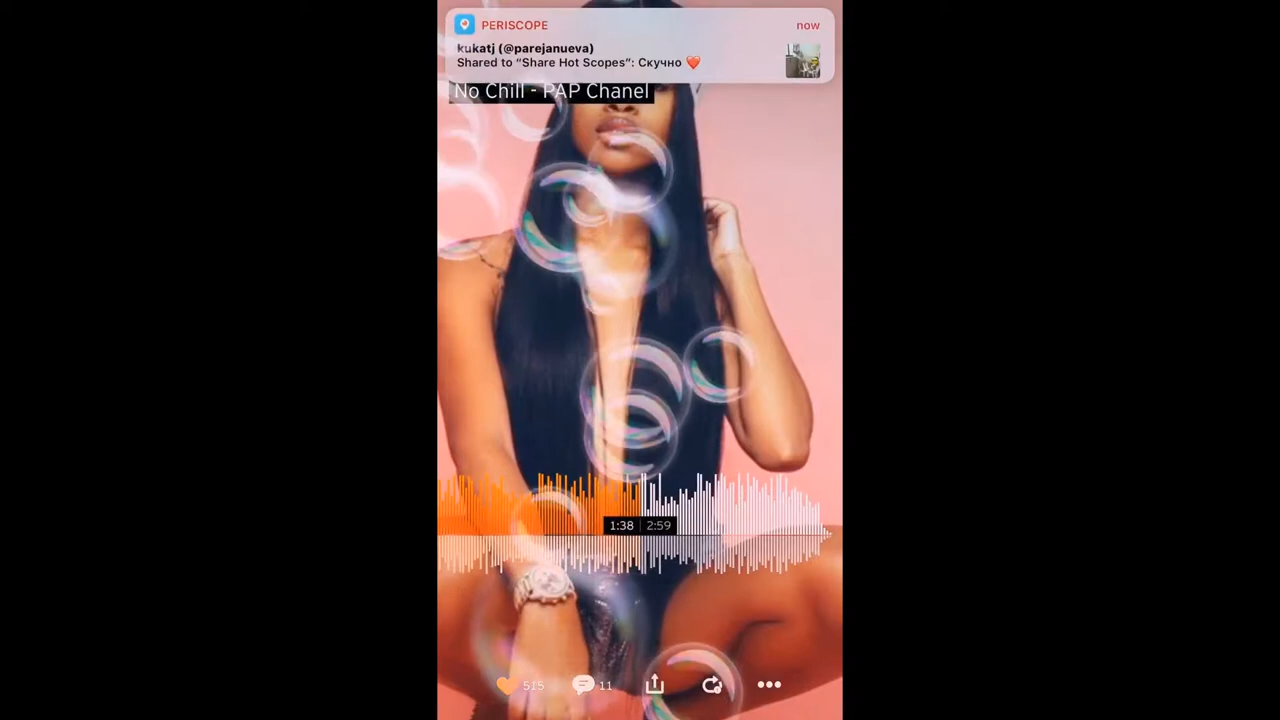 PERISCOPE now
kukatj (@parejanueva)
Shared to “Share Hot Scopes”: Скучно ❤️
No Chill - PAP Chanel
1:38 | 2:59
515 11